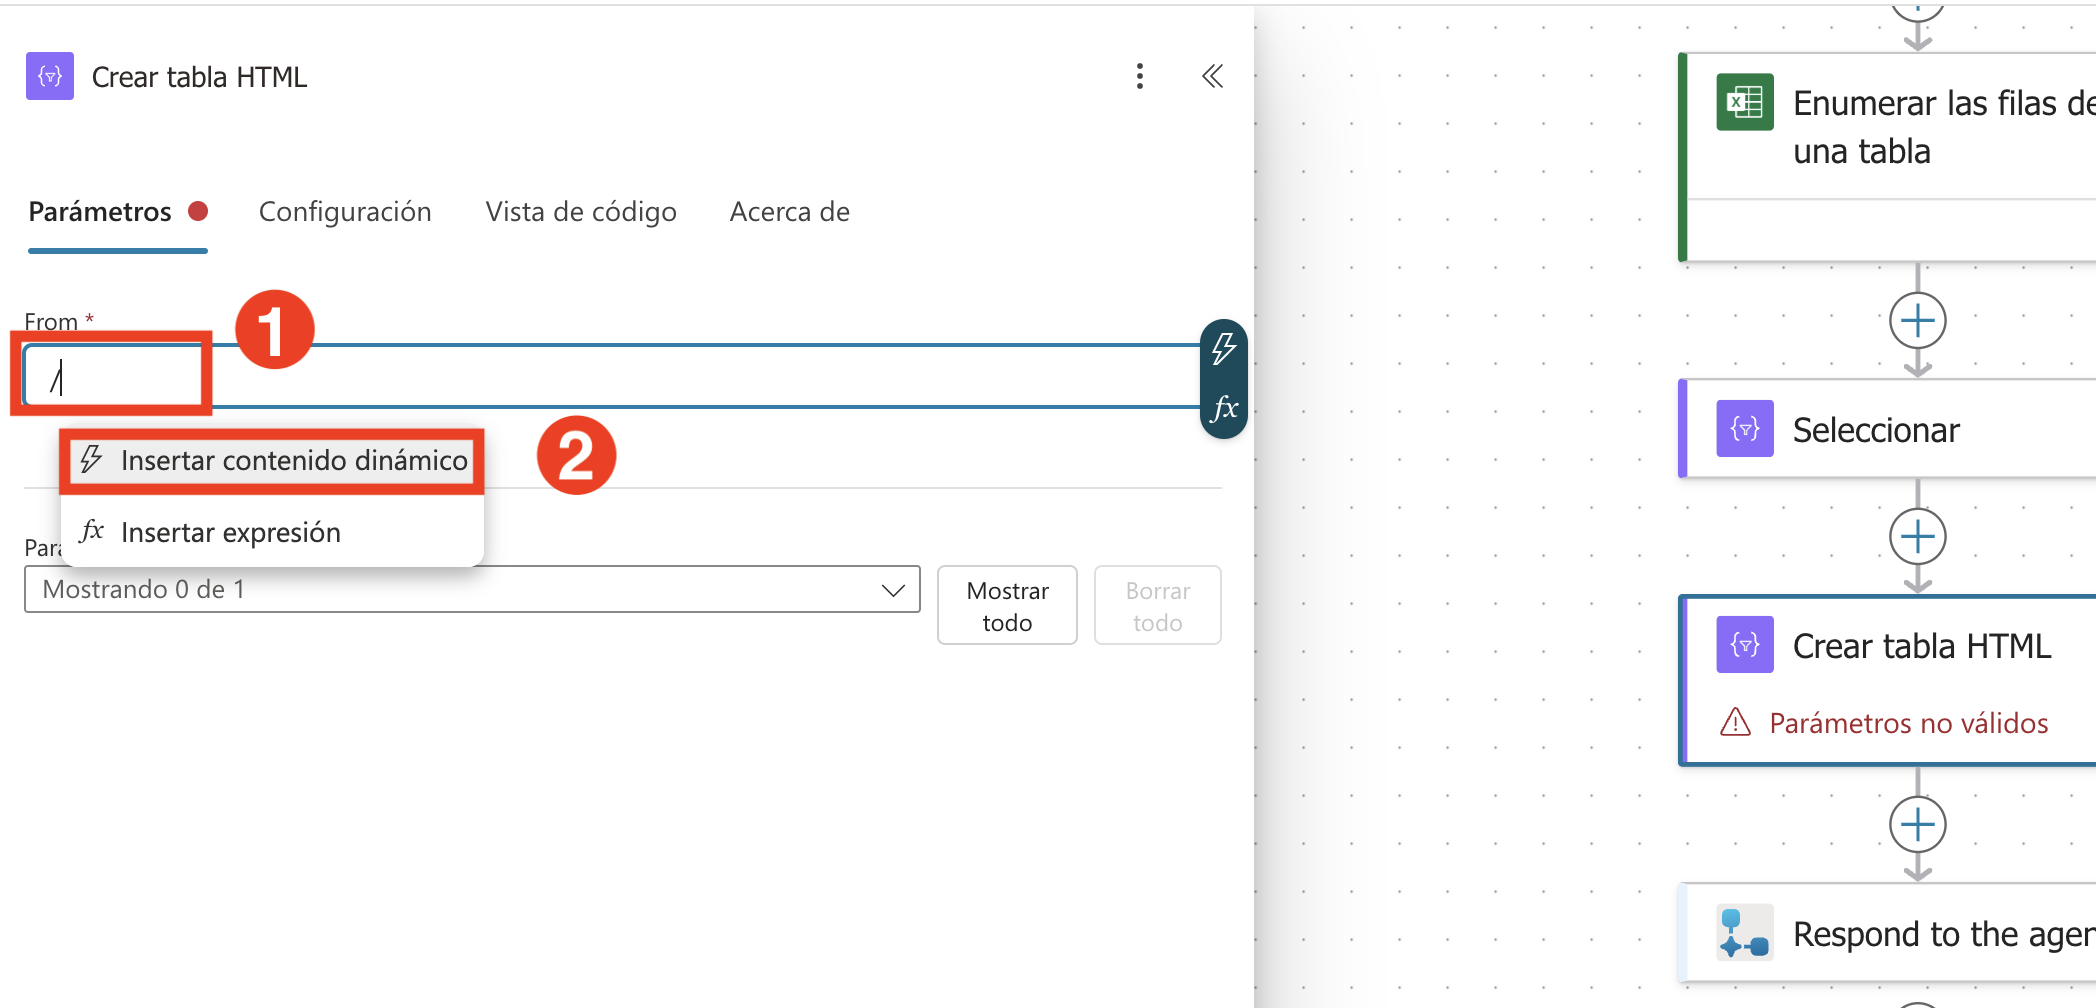 Crear tabla HTML
Parámetros
Configuración
Vista de código
Acerca de
From *
1
/
fx
2
Insertar contenido dinámico
fx Insertar expresión
Mostrando 0 de 1
Mostrar
todo
Borrar
todo
Enumerar las filas de
una tabla
Seleccionar
Crear tabla HTML
Parámetros no válidos
Respond to the